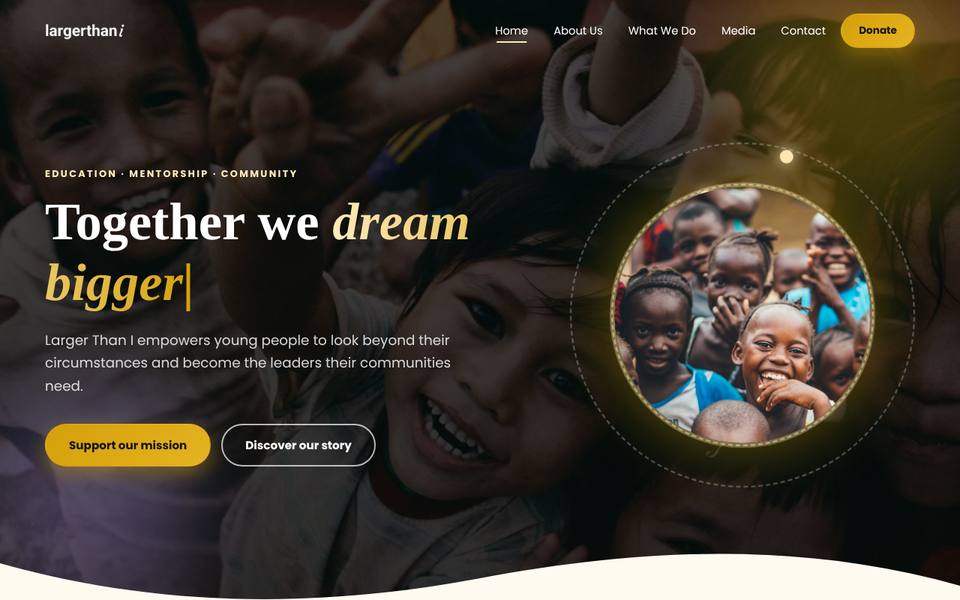 largerthani
Home
About Us
What We Do
Media
Contact
Donate
EDUCATION · MENTORSHIP · COMMUNITY
Together we dream
bigger|
Larger Than I empowers young people to look beyond their
circumstances and become the leaders their communities
need.
Support our mission
Discover our story